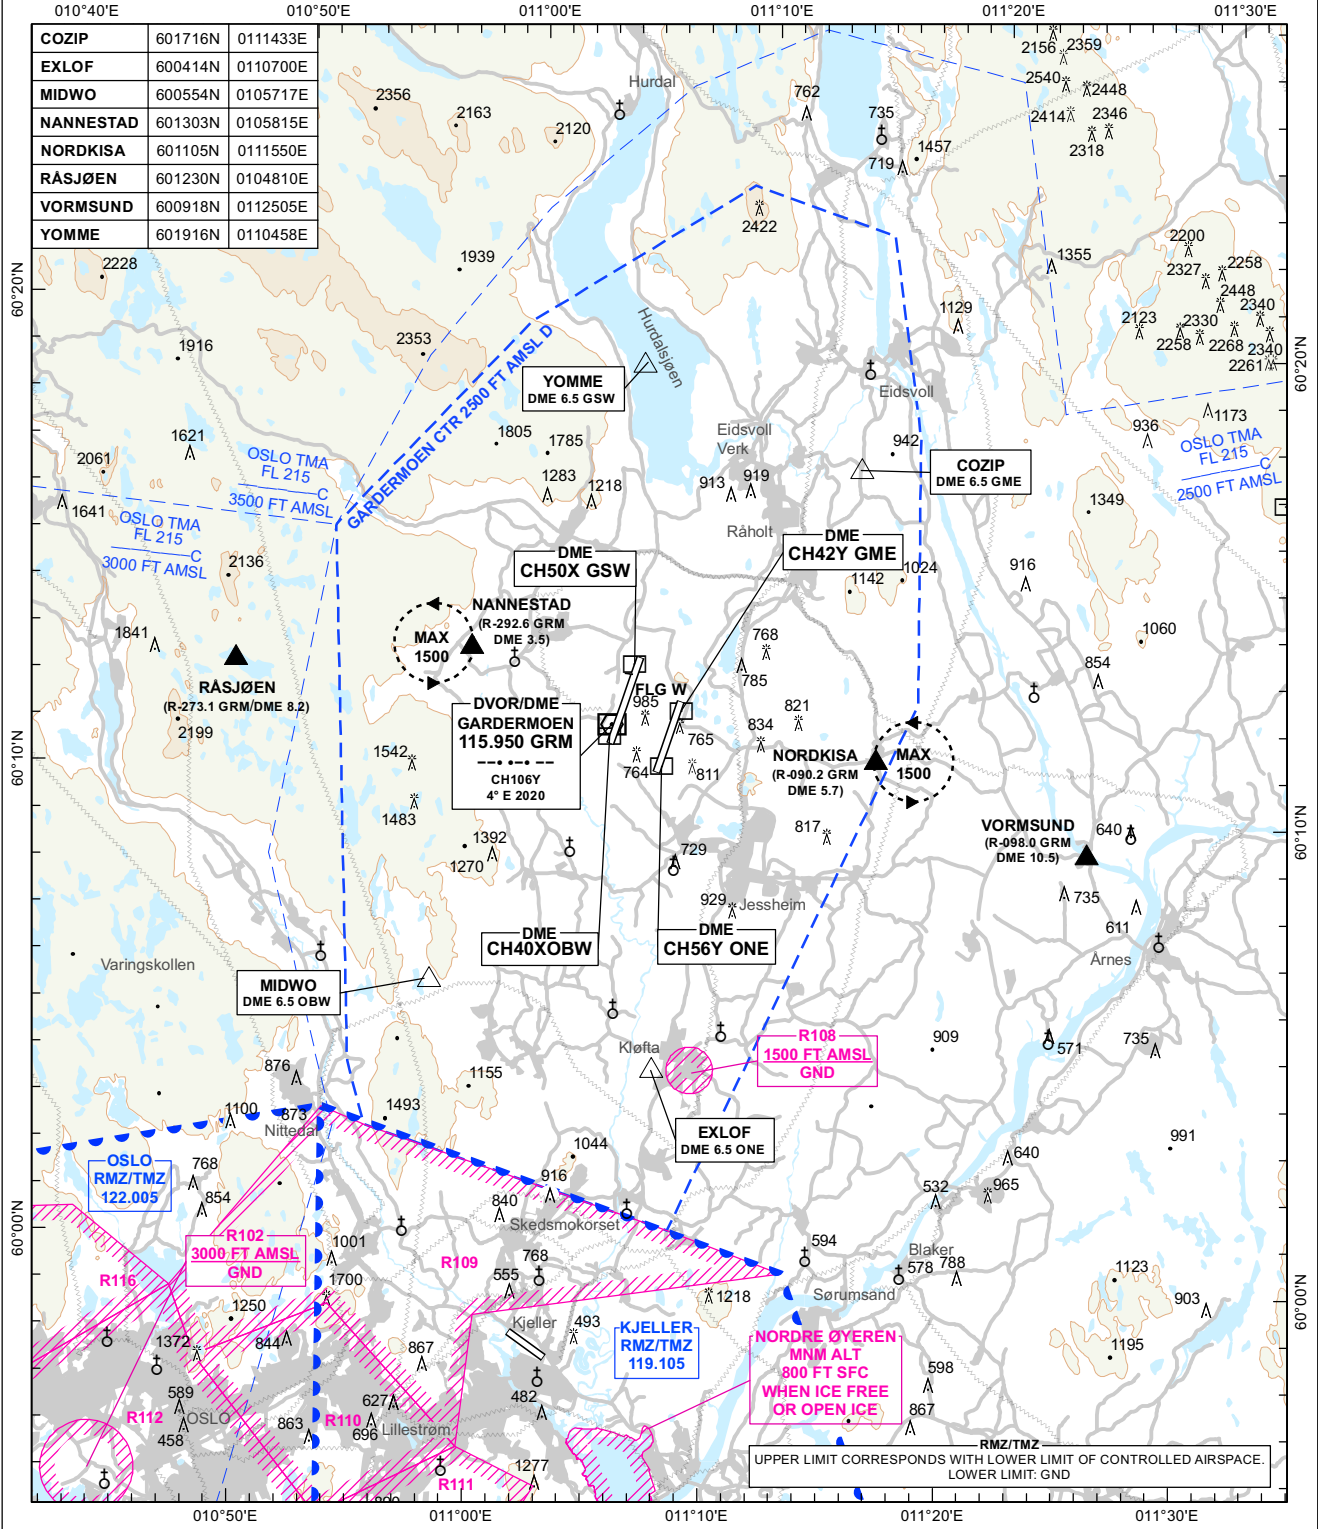 010°40'E 010°50'E 011°00'E 011°10'E 011°20'E 011°30'E
COZIP 601716N 0111433E
EXLOF 600414N 0110700E
MIDWO 600554N 0105717E
NANNESTAD 601303N 0105815E
NORDKISA 601105N 0111550E
RÅSJØEN 601230N 0104810E
VORMSUND 600918N 0112505E
YOMME 601916N 0110458E
2156 2359
2540 2448
2414 2346
2318
Hurdal
762
735
719 1457
2356
2163
2120
2422
2228
1939
2353
1916
60°20'N
Hurdalsjøen
GARDERMOEN CTR 2500 FT AMSL D
1355
2200
2327 2258
2448
2340
2123 2330
2258 2268 2340
2261
1129
60°20'N
YOMME
DME 6.5 GSW
Eidsvoll
Eidsvoll
Verk
942
936
1173
OSLO TMA
FL 215
C
2500 FT AMSL
COZIP
DME 6.5 GME
1621
2061
1641
OSLO TMA
FL 215
C
3500 FT AMSL
OSLO TMA
FL 215
C
3000 FT AMSL
1805
1785
1283 1218
913 919
Råholt
1349
DME
CH42Y GME
DME
CH50X GSW
1142 1024
916
2136
1841
NANNESTAD
(R-292.6 GRM
DME 3.5)
MAX
1500
768
785
1060
854
RÅSJØEN
(R-273.1 GRM/DME 8.2)
2199
FLG W
985
DVOR/DME
GARDERMOEN
115.950 GRM
CH106Y
4° E 2020
765
764
811
821
834
NORDKISA
(R-090.2 GRM
DME 5.7)
MAX
1500
60°10'N
1542
1483
1392
1270
817
VORMSUND
(R-098.0 GRM
DME 10.5)
640
60°10'N
729
929
Jessheim
735
611
DME
CH40XOBW
DME
CH56Y ONE
Årnes
Varingskollen
MIDWO
DME 6.5 OBW
Kløfta
R108
1500 FT AMSL
GND
909
571
735
876
1155
1100
873
Nittedal
1493
EXLOF
DME 6.5 ONE
991
1044
640
OSLO
RMZ/TMZ
122.005
768
854
916
840
Skedsmokorset
532
965
60°00'N
R102
3000 FT AMSL
GND
1001
R109
768
555
594
Blaker
578 788
1123
R116
1700
1250
1218
Sørumsand
903
60°00'N
Kjeller
493
1372
844
867
KJELLER
RMZ/TMZ
119.105
NORDRE ØYEREN
MNM ALT
800 FT SFC
WHEN ICE FREE
OR OPEN ICE
1195
589
R112
OSLO
458
863
R110
627
696
Lillestrøm
482
598
867
R111
1277
RMZ/TMZ
UPPER LIMIT CORRESPONDS WITH LOWER LIMIT OF CONTROLLED AIRSPACE.
LOWER LIMIT: GND
010°50'E 011°00'E 011°10'E 011°20'E 011°30'E